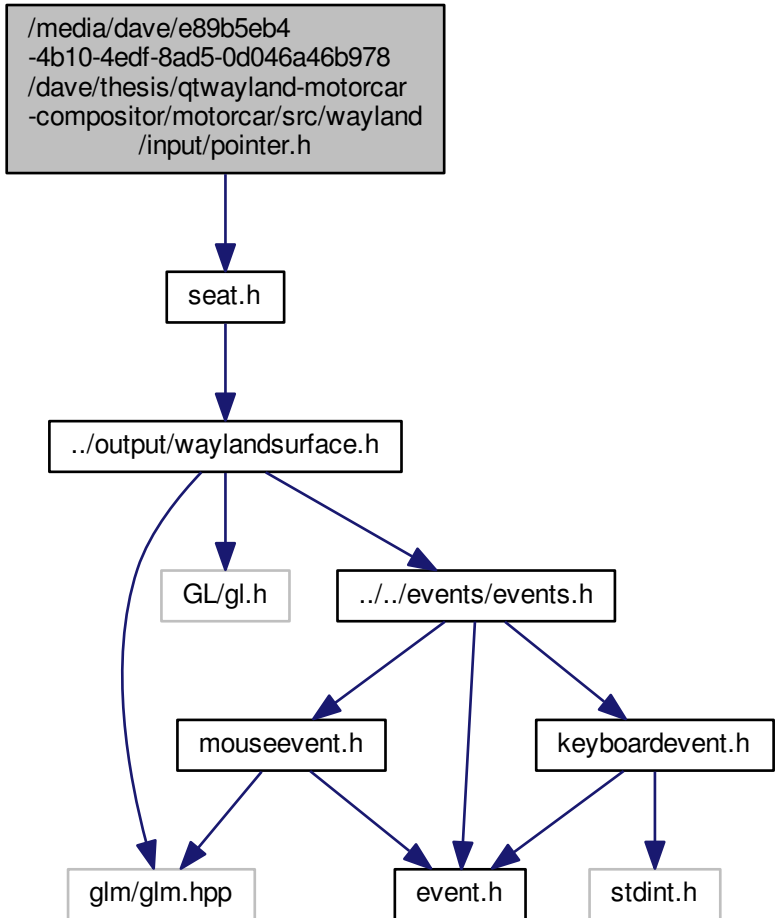 /media/dave/e89b5eb4
-4b10-4edf-8ad5-0d046a46b978
/dave/thesis/qtwayland-motorcar
-compositor/motorcar/src/wayland
/input/pointer.h
seat.h
../output/waylandsurface.h
GL/gl.h
../../events/events.h
mouseevent.h
keyboardevent.h
glm/glm.hpp
event.h
stdint.h